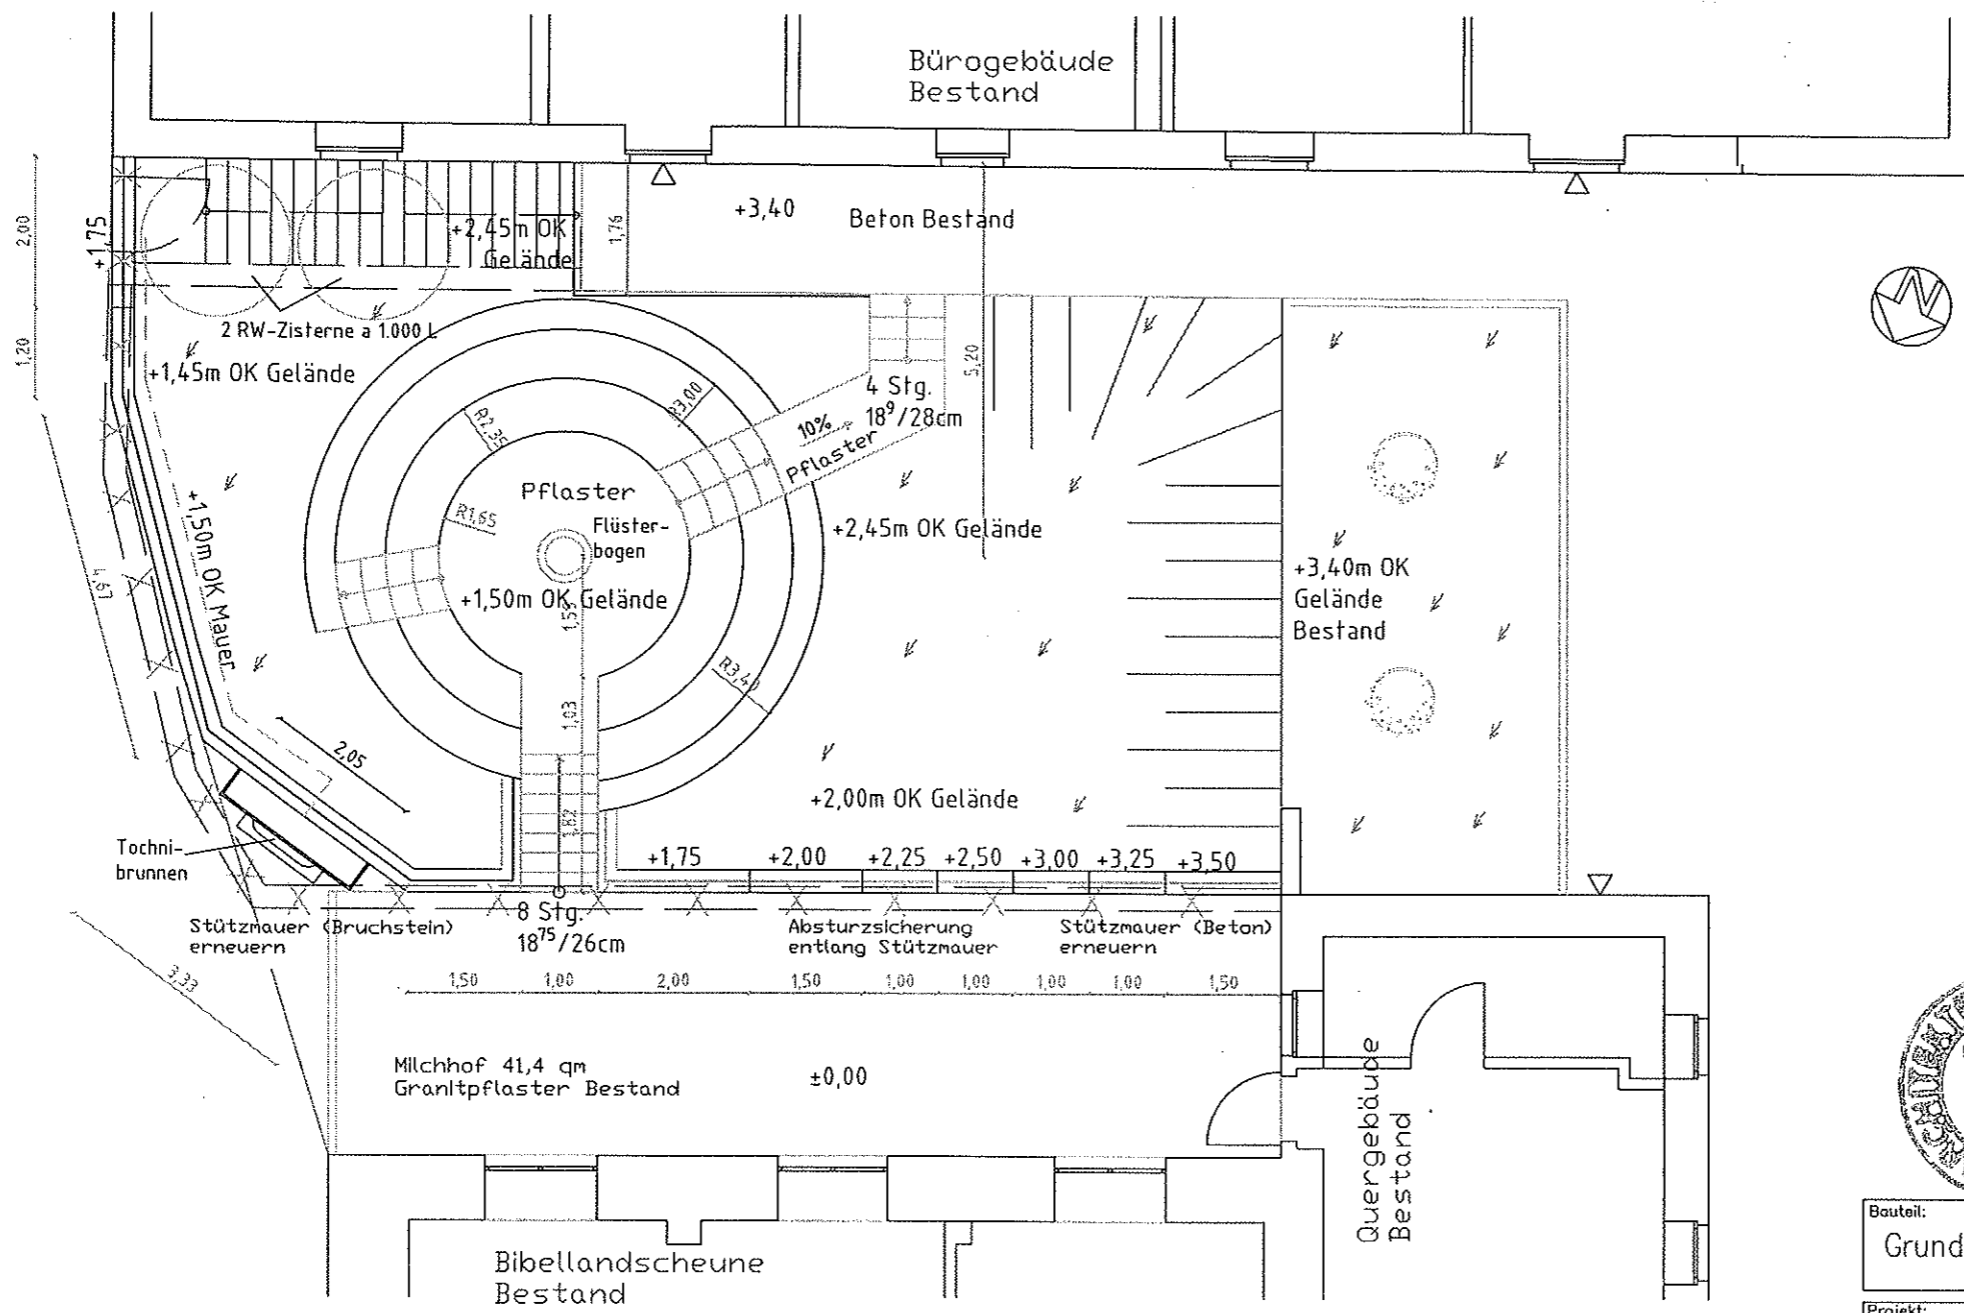 Bürogebäude
Bestand
+3,40
Beton Bestand
2,00
+1,75
+2,45m OK
Gelände
1,76
2 RW-Zisterne a 1.000 L
1,20
+1,45m OK Gelände
5,20
4 Stg.
18⁹/28cm
R3,00
R2,35
10%
Pflaster
Pflaster
R1,65
Flüster-
bogen
+1,50m OK Mauer
+2,45m OK Gelände
4,67
+1,50m OK Gelände
+3,40m OK
Gelände
Bestand
R3,40
1,03
2,05
1,82
+2,00m OK Gelände
Tochni-
brunnen
+1,75 +2,00 +2,25 +2,50 +3,00 +3,25 +3,50
Stützmauer (Bruchstein)
erneuern
8 Stg.
18⁷⁵/26cm
Absturzsicherung
entlang Stützmauer
Stützmauer (Beton)
erneuern
3,33
1,50 1,00 2,00 1,50 1,00 1,00 1,00 1,00 1,50
Milchhof 41,4 qm
Granitpflaster Bestand
±0,00
Quergebäude
Bestand
Bibellandscheune
Bestand
Bauteil:
Grund
Projekt: